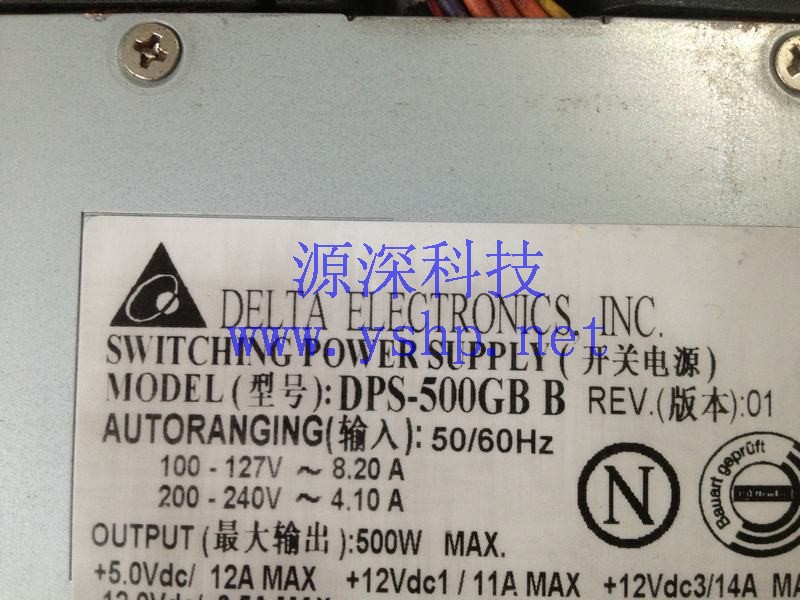 源深科技
www.yshp.net
DELTA ELECTRONICS, INC.
SWITCHING POWER SUPPLY (开关电源)
MODEL (型号): DPS-500GB B REV.(版本):01
AUTORANGING(输入): 50/60Hz
100 - 127V ~ 8.20 A
200 - 240V ~ 4.10 A
N
Bauart geprüft
OUTPUT (最大输出):500W MAX.
+5.0Vdc/ 12A MAX +12Vdc1 / 11A MAX +12Vdc3/14A MA